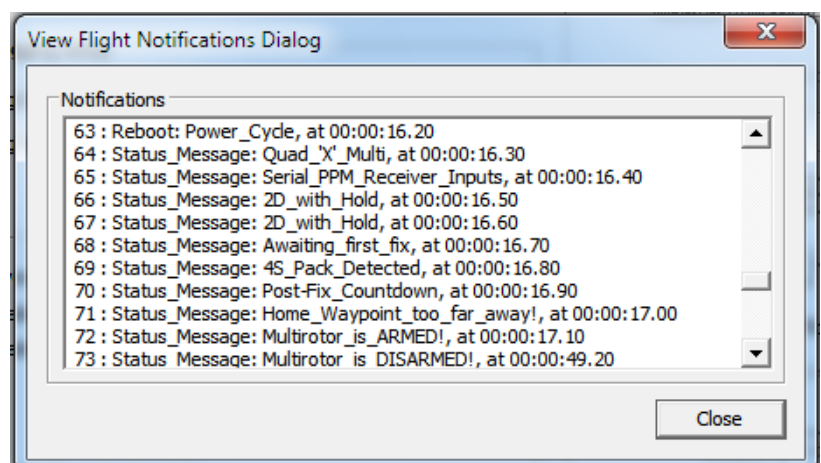 View Flight Notifications Dialog
Notifications
63 : Reboot: Power_Cycle, at 00:00:16.20
64 : Status_Message: Quad_'X'_Multi, at 00:00:16.30
65 : Status_Message: Serial_PPM_Receiver_Inputs, at 00:00:16.40
66 : Status_Message: 2D_with_Hold, at 00:00:16.50
67 : Status_Message: 2D_with_Hold, at 00:00:16.60
68 : Status_Message: Awaiting_first_fix, at 00:00:16.70
69 : Status_Message: 4S_Pack_Detected, at 00:00:16.80
70 : Status_Message: Post-Fix_Countdown, at 00:00:16.90
71 : Status_Message: Home_Waypoint_too_far_away!, at 00:00:17.00
72 : Status_Message: Multirotor_is_ARMED!, at 00:00:17.10
73 : Status_Message: Multirotor_is_DISARMED!, at 00:00:49.20
Close